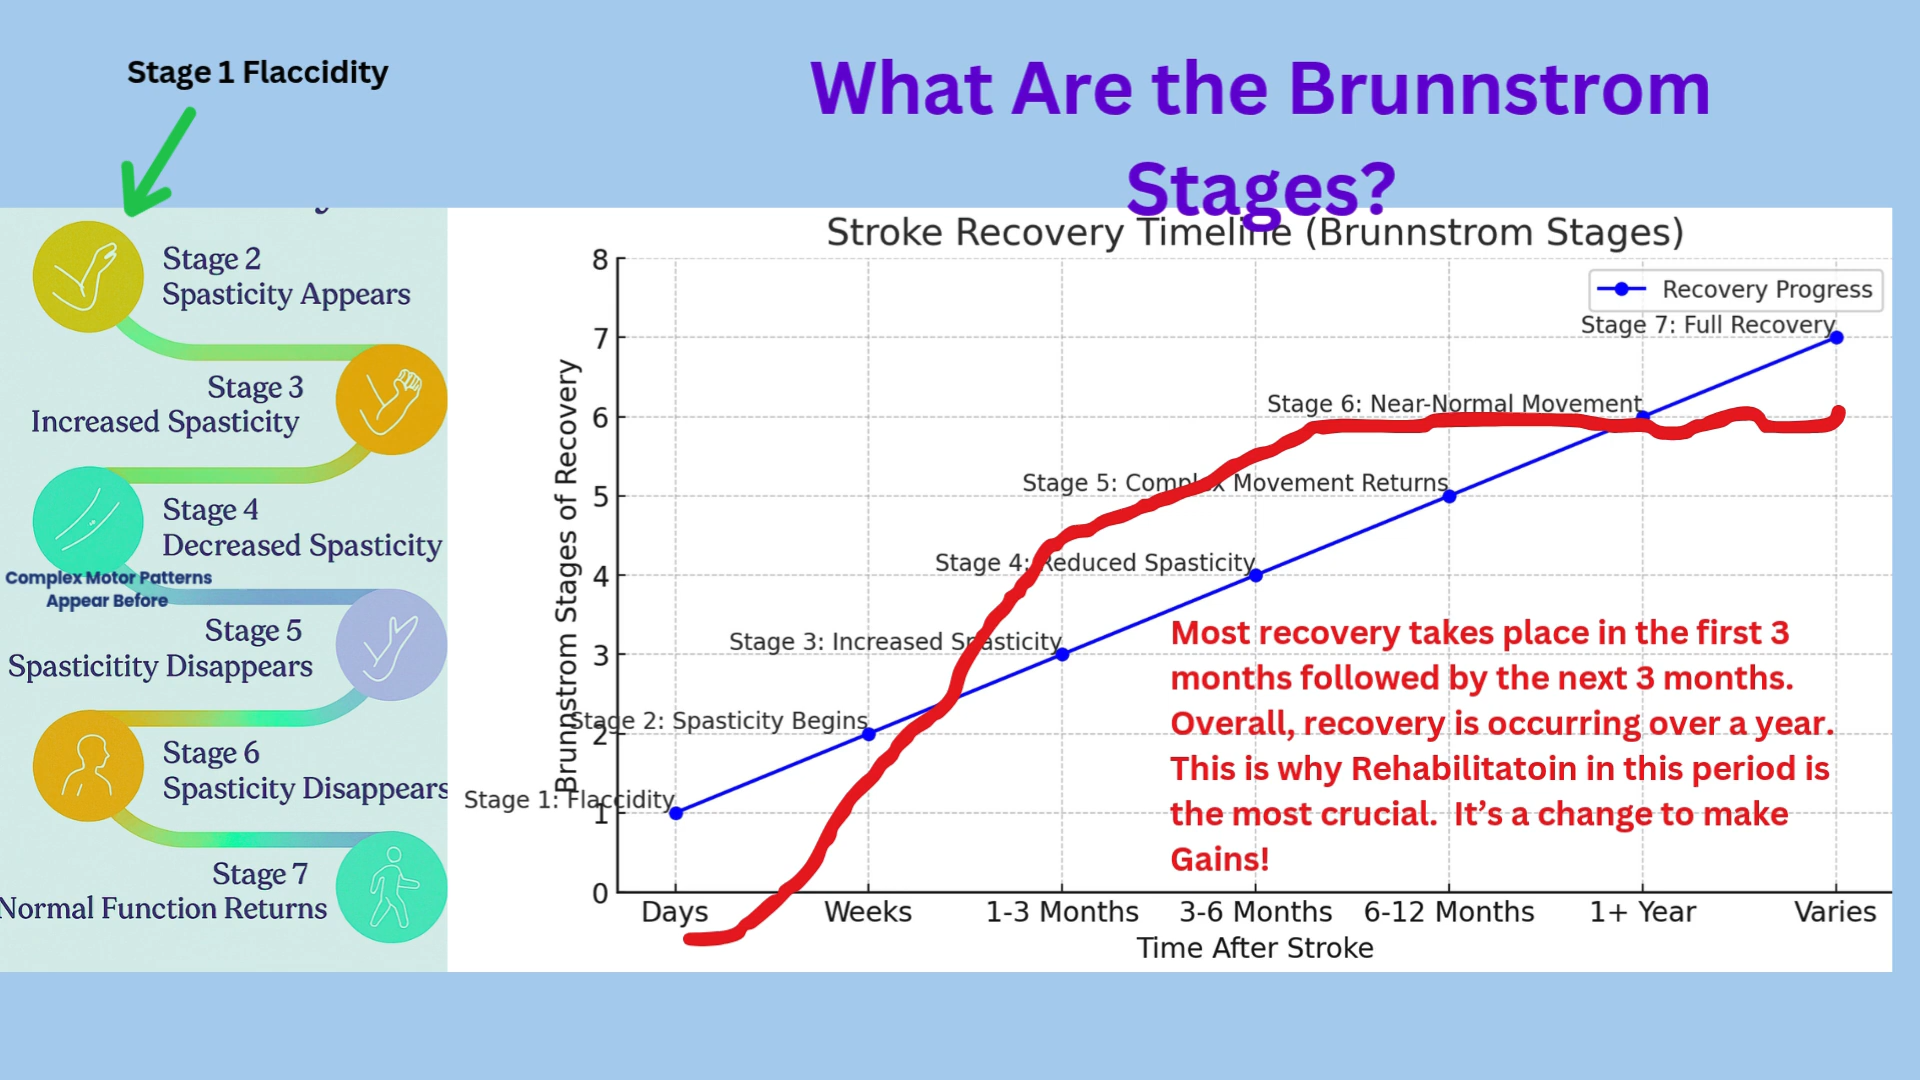 Stage 1 Flaccidity
What Are the Brunnstrom
Stages?
Stage 2
Spasticity Appears
Stage 3
Increased Spasticity
Stage 4
Decreased Spasticity
Complex Motor Patterns
Appear Before
Stage 5
Spasticitity Disappears
Stage 6
Spasticity Disappears
Stage 7
Normal Function Returns
Stroke Recovery Timeline (Brunnstrom Stages)
Recovery Progress
Brunnstrom Stages of Recovery
8
7
6
5
4
3
2
1
0
Stage 7: Full Recovery
Stage 6: Near-Normal Movement
Stage 5: Complex Movement Returns
Stage 4: Reduced Spasticity
Stage 3: Increased Spasticity
Stage 2: Spasticity Begins
Stage 1: Flaccidity
Most recovery takes place in the first 3
months followed by the next 3 months.
Overall, recovery is occurring over a year.
This is why Rehabilitatoin in this period is
the most crucial. It’s a change to make
Gains!
Days Weeks 1-3 Months 3-6 Months 6-12 Months 1+ Year Varies
Time After Stroke